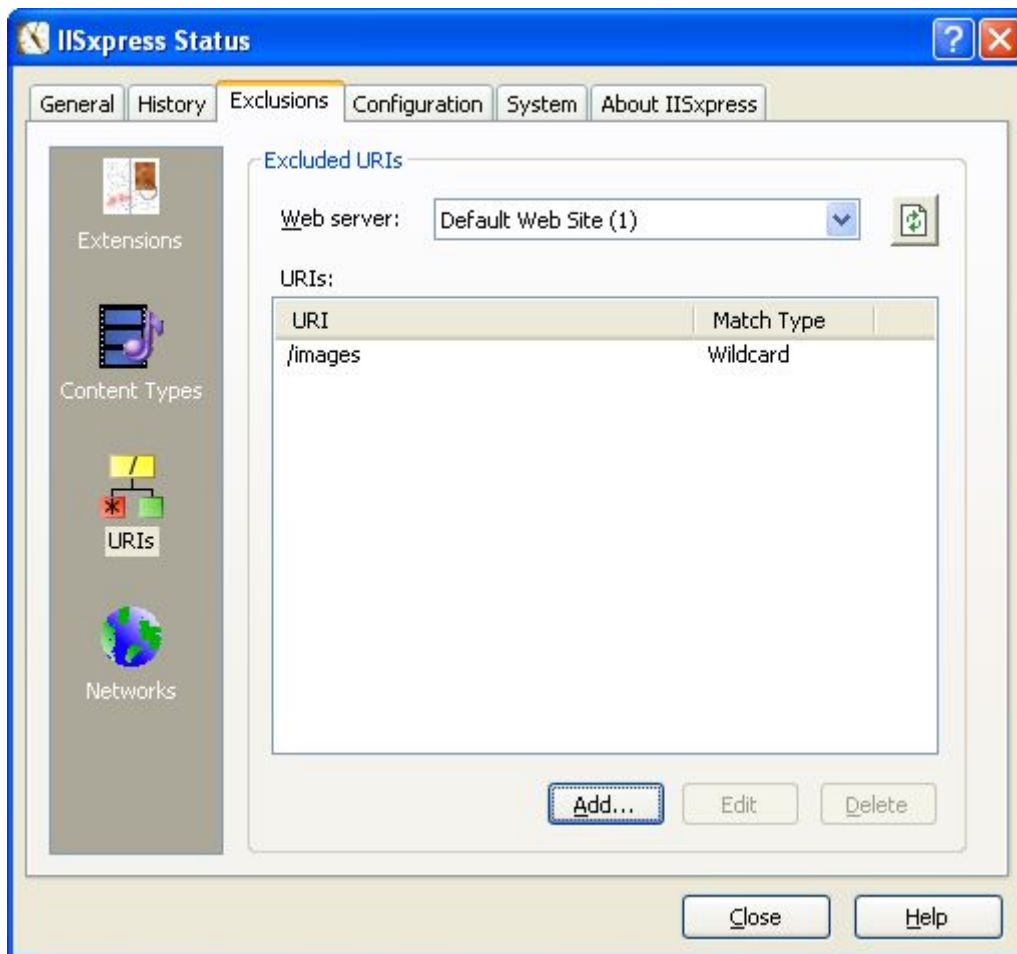 IISxpress Status
General History Exclusions Configuration System About IISxpress
Extensions
Content Types
URIs
Networks
Excluded URIs
Web server: Default Web Site (1)
URIs:
URI Match Type
/images Wildcard
Add... Edit Delete
Close Help